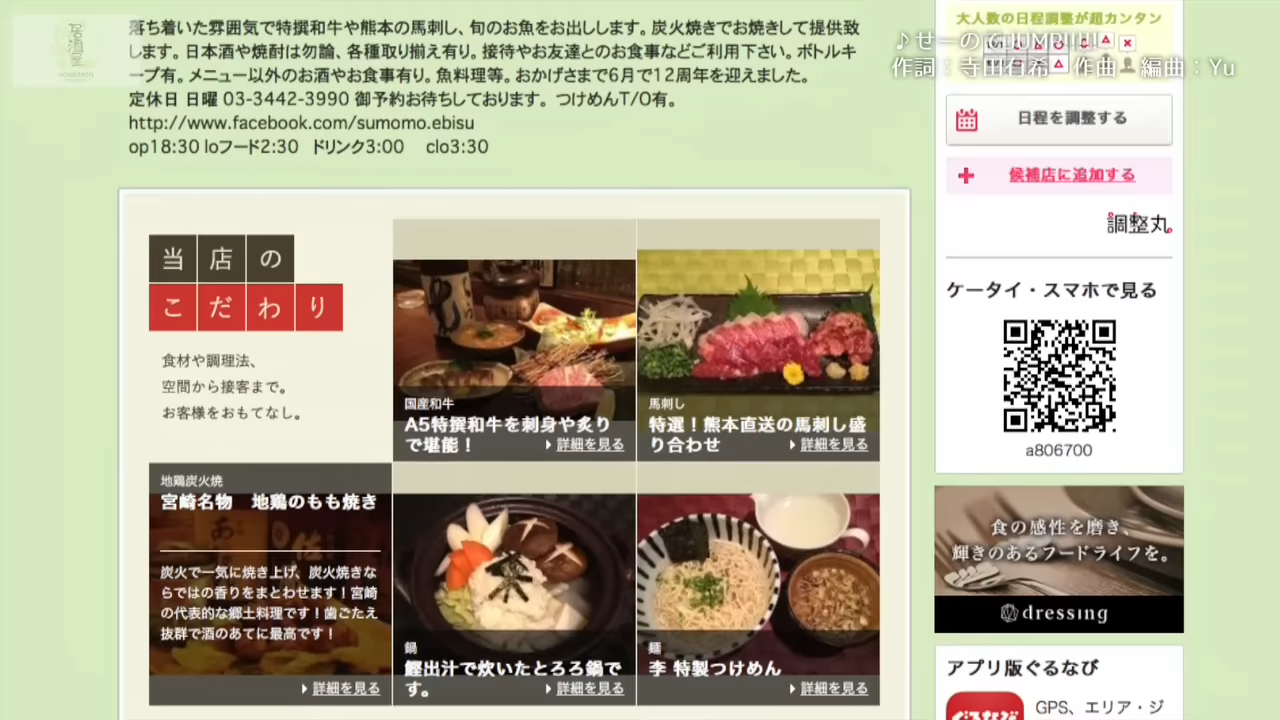 居酒屋
落ち着いた雰囲気で特撰和牛や熊本の馬刺し、旬のお魚をお出しします。炭火焼きでお焼きして提供致
します。日本酒や焼酎は勿論、各種取り揃え有り。接待やお友達とのお食事などご利用下さい。ボトルキ
ープ有。メニュー以外のお酒やお食事有り。魚料理等。おかげさまで6月で12周年を迎えました。
定休日 日曜 03-3442-3990 御予約お待ちしております。 つけめんT/O有。
http://www.facebook.com/sumomo.ebisu
op18:30 loフード2:30 ドリンク3:00 clo3:30
当店の
こだわり
食材や調理法、
空間から接客まで。
お客様をおもてなし。
国産和牛
A5特撰和牛を刺身や炙り
で堪能！
詳細を見る
馬刺し
特選！熊本直送の馬刺し盛
り合わせ
詳細を見る
地鶏炭火焼
宮崎名物 地鶏のもも焼き
炭火で一気に焼き上げ、炭火焼きな
らではの香りをまとわせます！宮崎
の代表的な郷土料理です！歯ごたえ
抜群で酒のあてに最高です！
詳細を見る
鍋
鰹出汁で炊いたとろろ鍋で
す。
詳細を見る
麺
李 特製つけめん
詳細を見る
大人数の日程調整が超カンタン
♪せーのでJUMP!!!!
作詞：寺田有希 作曲・編曲：Yu
日程を調整する
候補店に追加する
調整丸。
ケータイ・スマホで見る
a806700
食の感性を磨き、
輝きのあるフードライフを。
dressing
アプリ版ぐるなび
ぐるなび
GPS、エリア・ジ